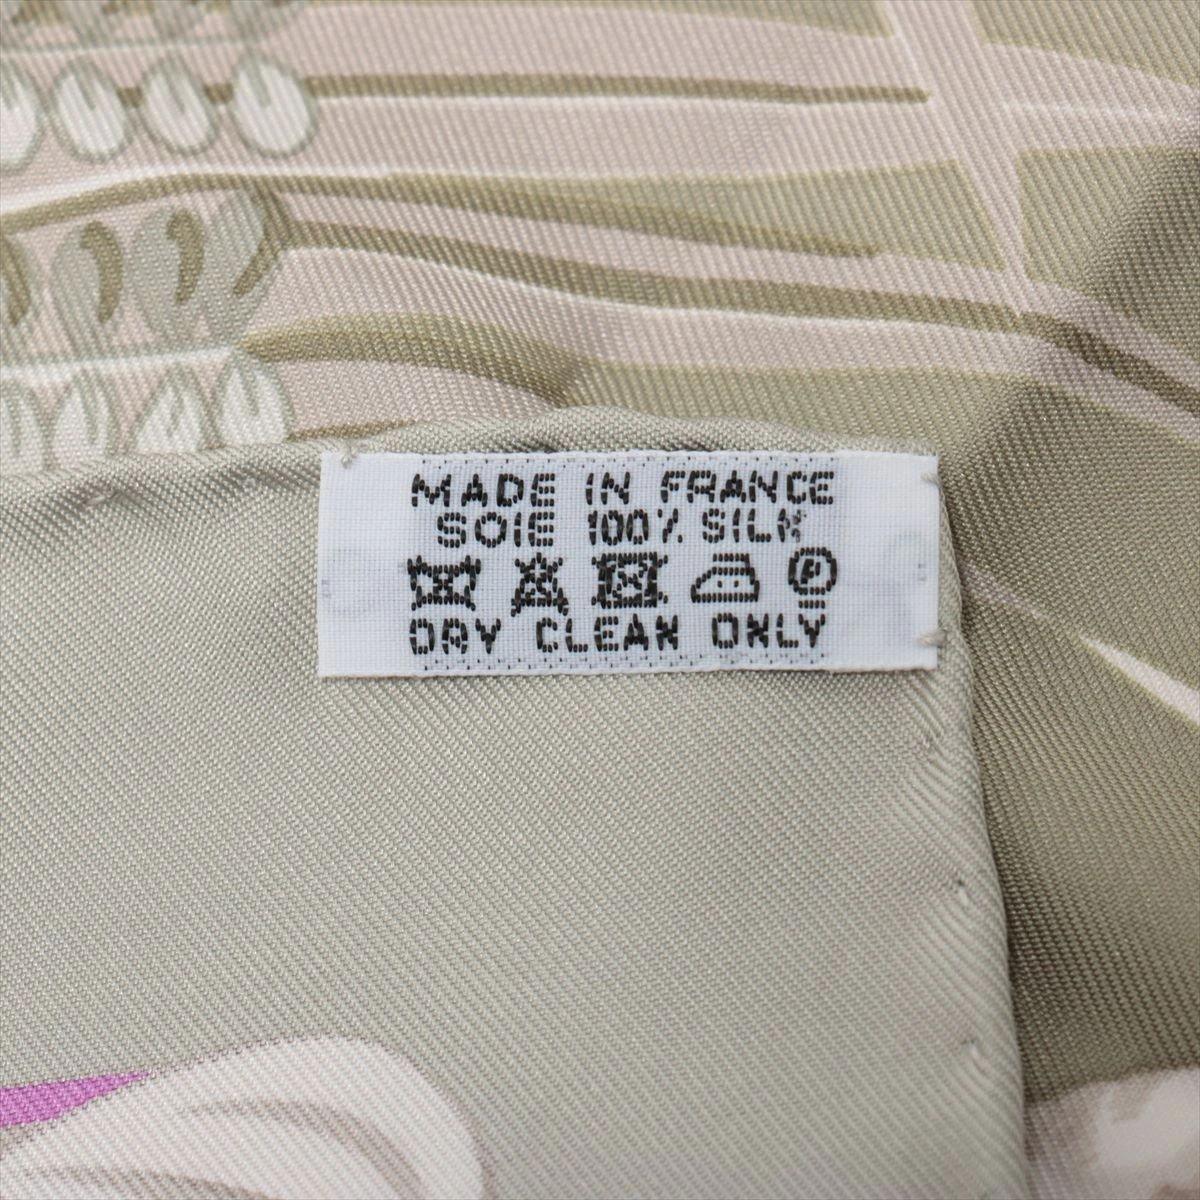 MADE IN FRANCE
SOIE 100% SILK
P
DRY CLEAN ONLY